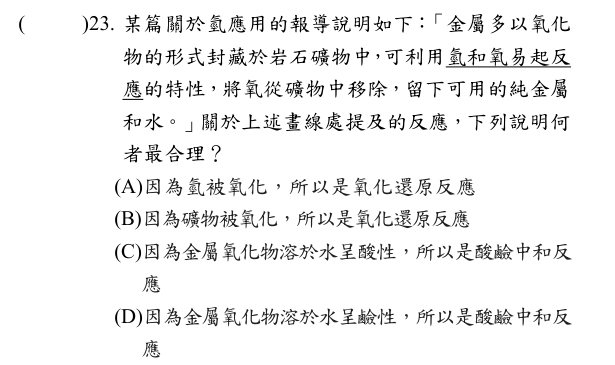 (　　)23. 某篇關於氫應用的報導說明如下：「金屬多以氧化
物的形式封藏於岩石礦物中，可利用氫和氧易起反
應的特性，將氧從礦物中移除，留下可用的純金屬
和水。」關於上述畫線處提及的反應，下列說明何
者最合理？
(A)因為氫被氧化，所以是氧化還原反應
(B)因為礦物被氧化，所以是氧化還原反應
(C)因為金屬氧化物溶於水呈酸性，所以是酸鹼中和反
應
(D)因為金屬氧化物溶於水呈鹼性，所以是酸鹼中和反
應